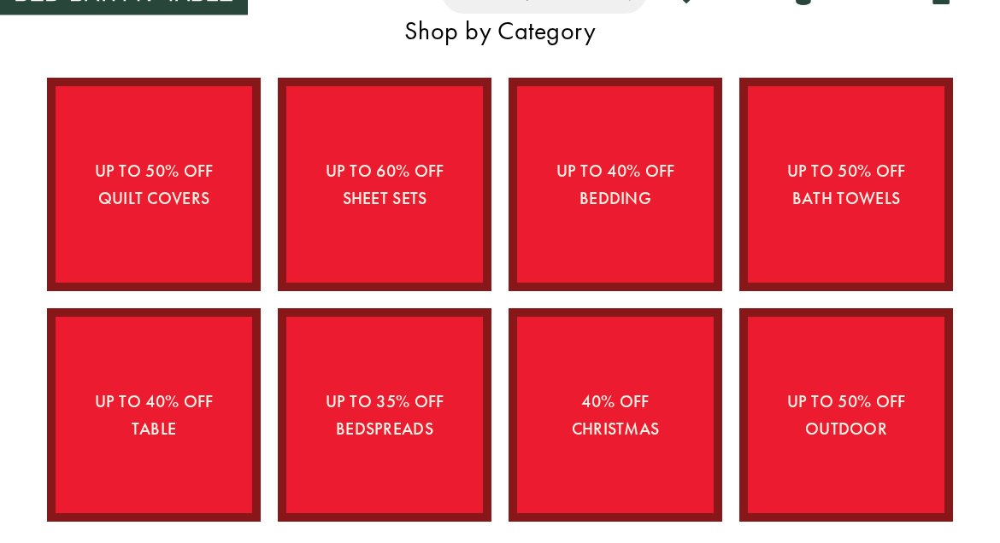 Shop by Category
UP TO 50% OFF
QUILT COVERS
UP TO 60% OFF
SHEET SETS
UP TO 40% OFF
BEDDING
UP TO 50% OFF
BATH TOWELS
UP TO 40% OFF
TABLE
UP TO 35% OFF
BEDSPREADS
40% OFF
CHRISTMAS
UP TO 50% OFF
OUTDOOR